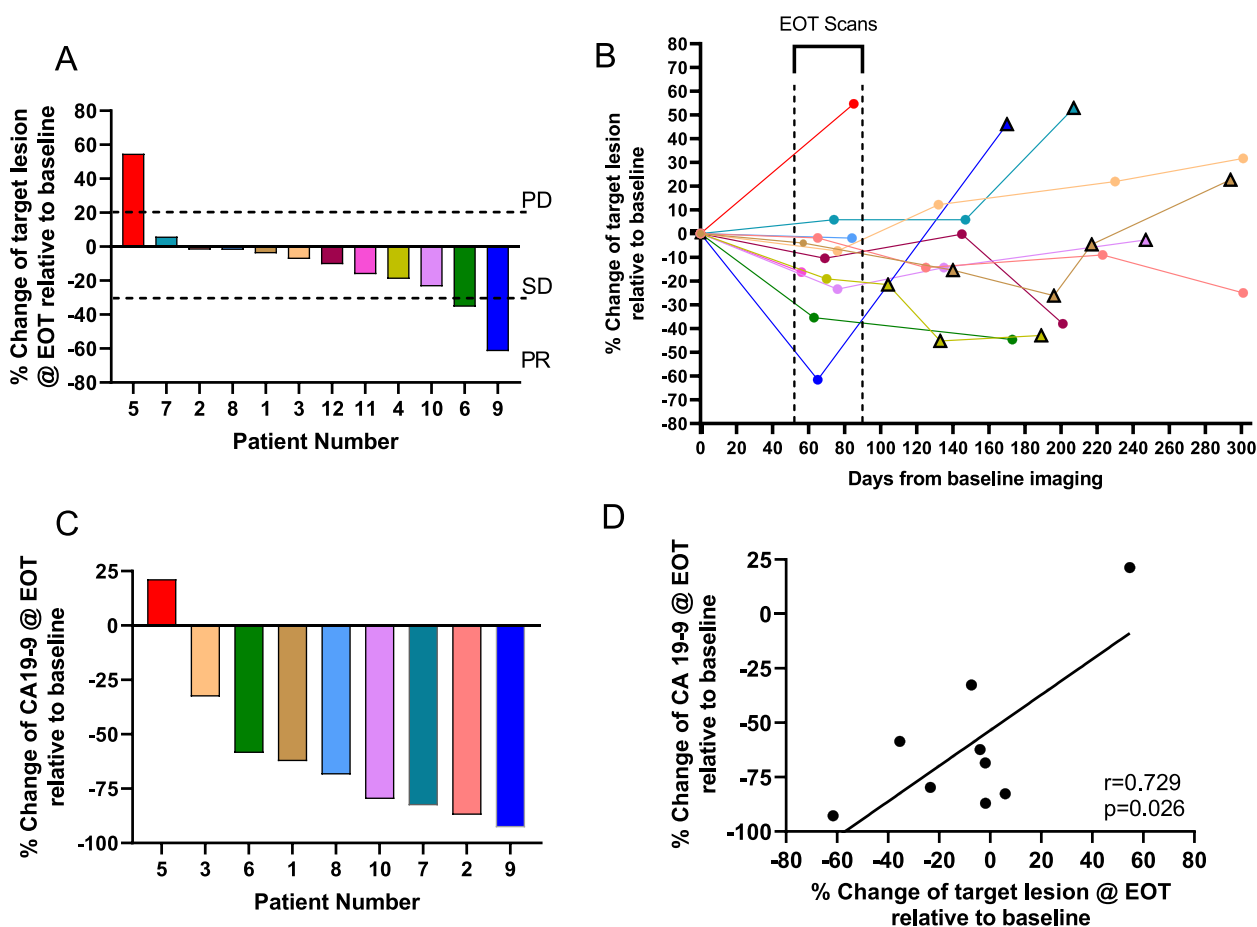 A
% Change of target lesion
@ EOT relative to baseline
80
60
40
20
0
-20
-40
-60
-80
PD
SD
PR
5 7 2 8 1 3 12 11 4 10 6 9
Patient Number
B
EOT Scans
% Change of target lesion
relative to baseline
80
70
60
50
40
30
20
10
0
-10
-20
-30
-40
-50
-60
-70
-80
0 20 40 60 80 100 120 140 160 180 200 220 240 260 280 300
Days from baseline imaging
C
% Change of CA19-9 @ EOT
relative to baseline
25
0
-25
-50
-75
-100
5 3 6 1 8 10 7 2 9
Patient Number
D
% Change of CA 19-9 @ EOT
relative to baseline
25
0
-25
-50
-75
-100
r=0.729
p=0.026
-80 -60 -40 -20 0 20 40 60 80
% Change of target lesion @ EOT
relative to baseline